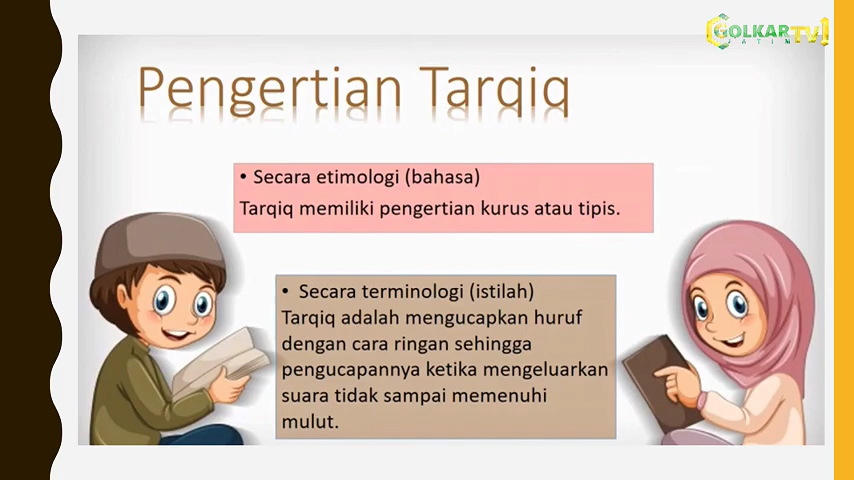 GOLKAR TV
JATIM
Pengertian Tarqiq
• Secara etimologi (bahasa)
Tarqiq memiliki pengertian kurus atau tipis.
• Secara terminologi (istilah)
Tarqiq adalah mengucapkan huruf
dengan cara ringan sehingga
pengucapannya ketika mengeluarkan
suara tidak sampai memenuhi
mulut.